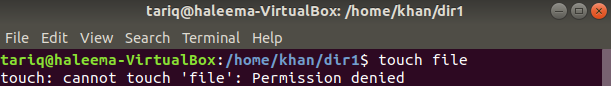 tariq@haleema-VirtualBox: /home/khan/dir1
File Edit View Search Terminal Help
tariq@haleema-VirtualBox:/home/khan/dir1$ touch file
touch: cannot touch 'file': Permission denied